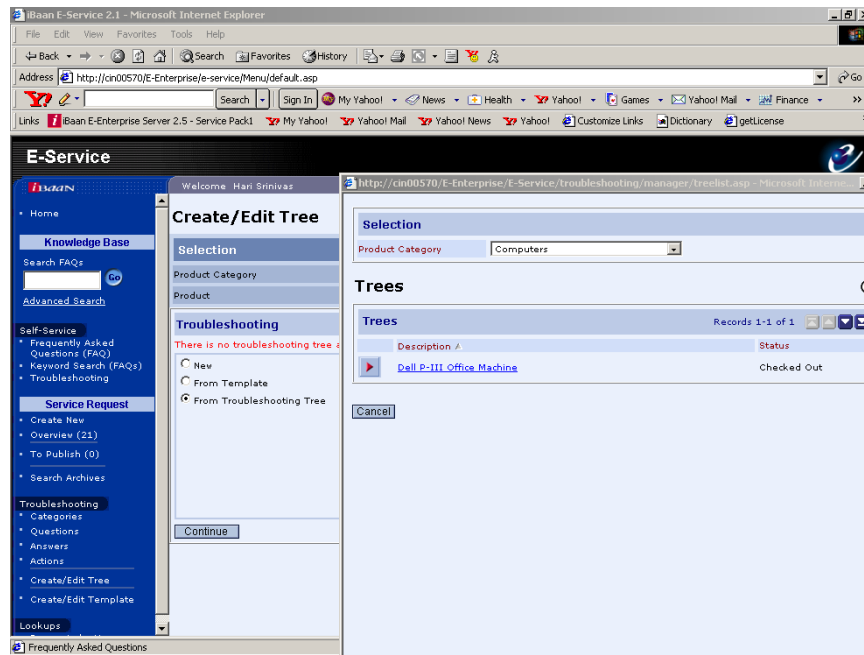 iBaan E-Service 2.1 - Microsoft Internet Explorer
File Edit View Favorites Tools Help
Back Search Favorites History
Address http://cin00570/E-Enterprise/e-service/Menu/default.asp Go
Y! Search Sign In My Yahoo! News Health Yahoo! Games Yahoo! Mail Finance »
Links iBaan E-Enterprise Server 2.5 - Service Pack1 My Yahoo! Yahoo! Mail Yahoo! News Yahoo! Customize Links Dictionary getLicense
E-Service
iBaan
Home
Knowledge Base
Search FAQs
Go
Advanced Search
Self-Service
Frequently Asked
Questions (FAQ)
Keyword Search (FAQs)
Troubleshooting
Service Request
Create New
Overview (21)
To Publish (0)
Search Archives
Troubleshooting
Categories
Questions
Answers
Actions
Create/Edit Tree
Create/Edit Template
Lookups
Welcome Hari Srinivas
Create/Edit Tree
Selection
Product Category
Product
Troubleshooting
There is no troubleshooting tree
New
From Template
From Troubleshooting Tree
Continue
http://cin00570/E-Enterprise/E-Service/troubleshooting/manager/treelist.asp - Microsoft Interne...
Selection
Product Category Computers
Trees
Trees Records 1-1 of 1
Description Status
Dell P-III Office Machine Checked Out
Cancel
Frequently Asked Questions